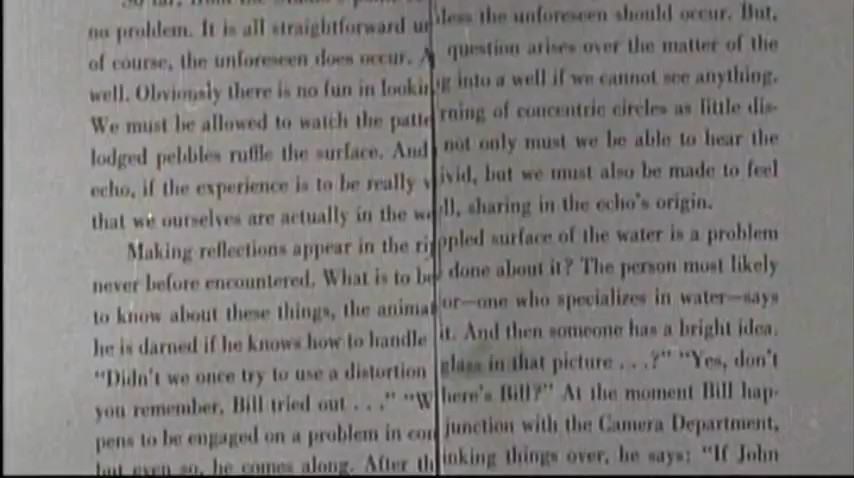 no problem. It is all straightforward unless the unforeseen should occur. But,
of course, the unforeseen does occur. A question arises over the matter of the
well. Obviously there is no fun in looking into a well if we cannot see anything.
We must be allowed to watch the patterning of concentric circles as little dis-
lodged pebbles ruffle the surface. And not only must we be able to hear the
echo, if the experience is to be really vivid, but we must also be made to feel
that we ourselves are actually in the well, sharing in the echo's origin.
Making reflections appear in the rippled surface of the water is a problem
never before encountered. What is to be done about it? The person most likely
to know about these things, the animator—one who specializes in water—says
he is darned if he knows how to handle it. And then someone has a bright idea.
"Didn't we once try to use a distortion glass in that picture . . .?" "Yes, don't
you remember, Bill tried out . . ." "Where's Bill?" At the moment Bill hap-
pens to be engaged on a problem in conjunction with the Camera Department,
but even so, he comes along. After thinking things over, he says: "If John